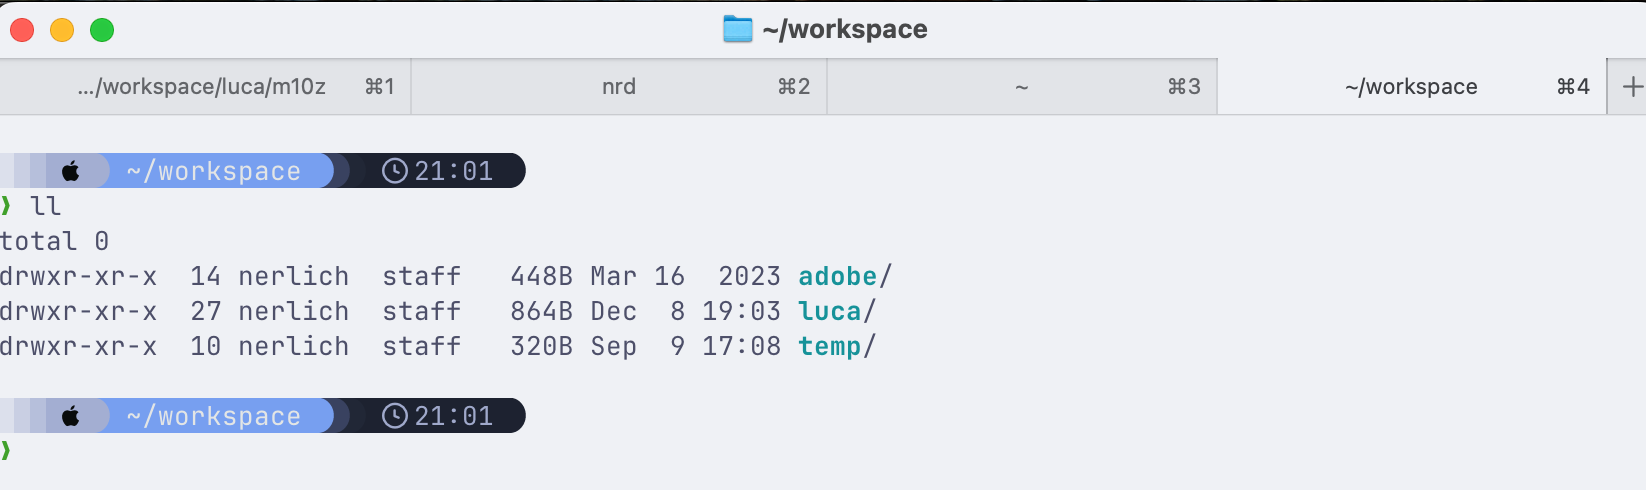 ~/workspace
.../workspace/luca/m10z ⌘1 nrd ⌘2 ~ ⌘3 ~/workspace ⌘4 +
~/workspace 21:01
❯ ll
total 0
drwxr-xr-x  14 nerlich  staff   448B Mar 16  2023 adobe/
drwxr-xr-x  27 nerlich  staff   864B Dec  8 19:03 luca/
drwxr-xr-x  10 nerlich  staff   320B Sep  9 17:08 temp/
~/workspace 21:01
❯